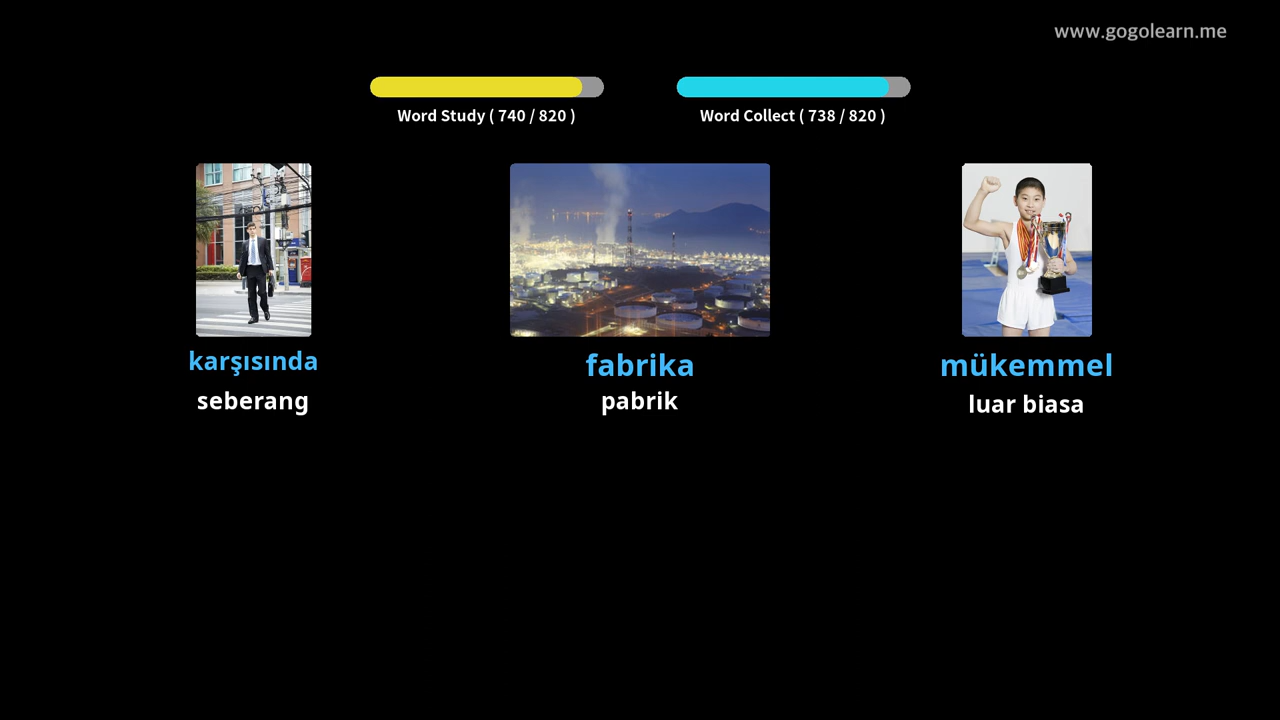 www.gogolearn.me
Word Study ( 740 / 820 )
Word Collect ( 738 / 820 )
karşısında
seberang
fabrika
pabrik
mükemmel
luar biasa